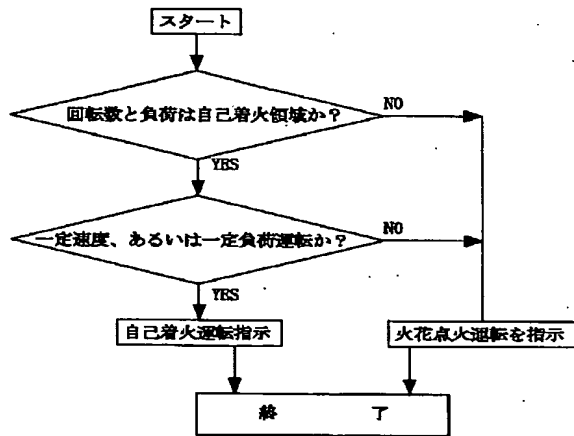 スタート
回転数と負荷は自己着火領域か？
NO
YES
一定速度、あるいは一定負荷運転か？
NO
YES
自己着火運転指示
火花点火運転を指示
終 了